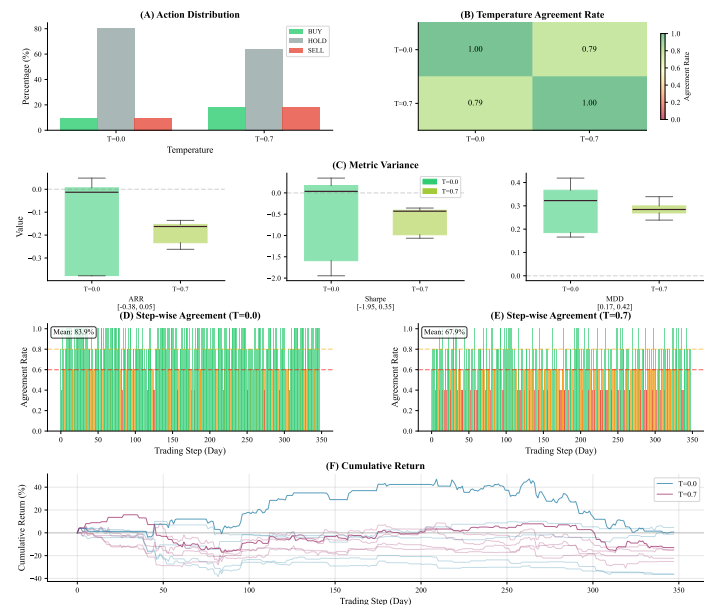 (A) Action Distribution
80
60
40
20
0
Percentage (%)
BUY
HOLD
SELL
T=0.0
T=0.7
Temperature
(B) Temperature Agreement Rate
T=0.0
T=0.7
1.00
0.79
0.79
1.00
T=0.0
T=0.7
1.0
0.8
0.6
0.4
0.2
0.0
Agreement Rate
(C) Metric Variance
Value
0.0
−0.1
−0.2
−0.3
T=0.0
T=0.7
ARR
[-0.38, 0.05]
0.0
−0.5
−1.0
−1.5
−2.0
T=0.0
T=0.7
T=0.0
T=0.7
Sharpe
[-1.95, 0.35]
0.4
0.3
0.2
0.1
0.0
T=0.0
T=0.7
MDD
[0.17, 0.42]
(D) Step-wise Agreement (T=0.0)
Mean: 83.9%
Agreement Rate
1.0
0.8
0.6
0.4
0.2
0.0
0 50 100 150 200 250 300 350
Trading Step (Day)
(E) Step-wise Agreement (T=0.7)
Mean: 67.9%
Agreement Rate
1.0
0.8
0.6
0.4
0.2
0.0
0 50 100 150 200 250 300 350
Trading Step (Day)
(F) Cumulative Return
Cumulative Return (%)
40
20
0
−20
−40
T=0.0
T=0.7
0 50 100 150 200 250 300 350
Trading Step (Day)